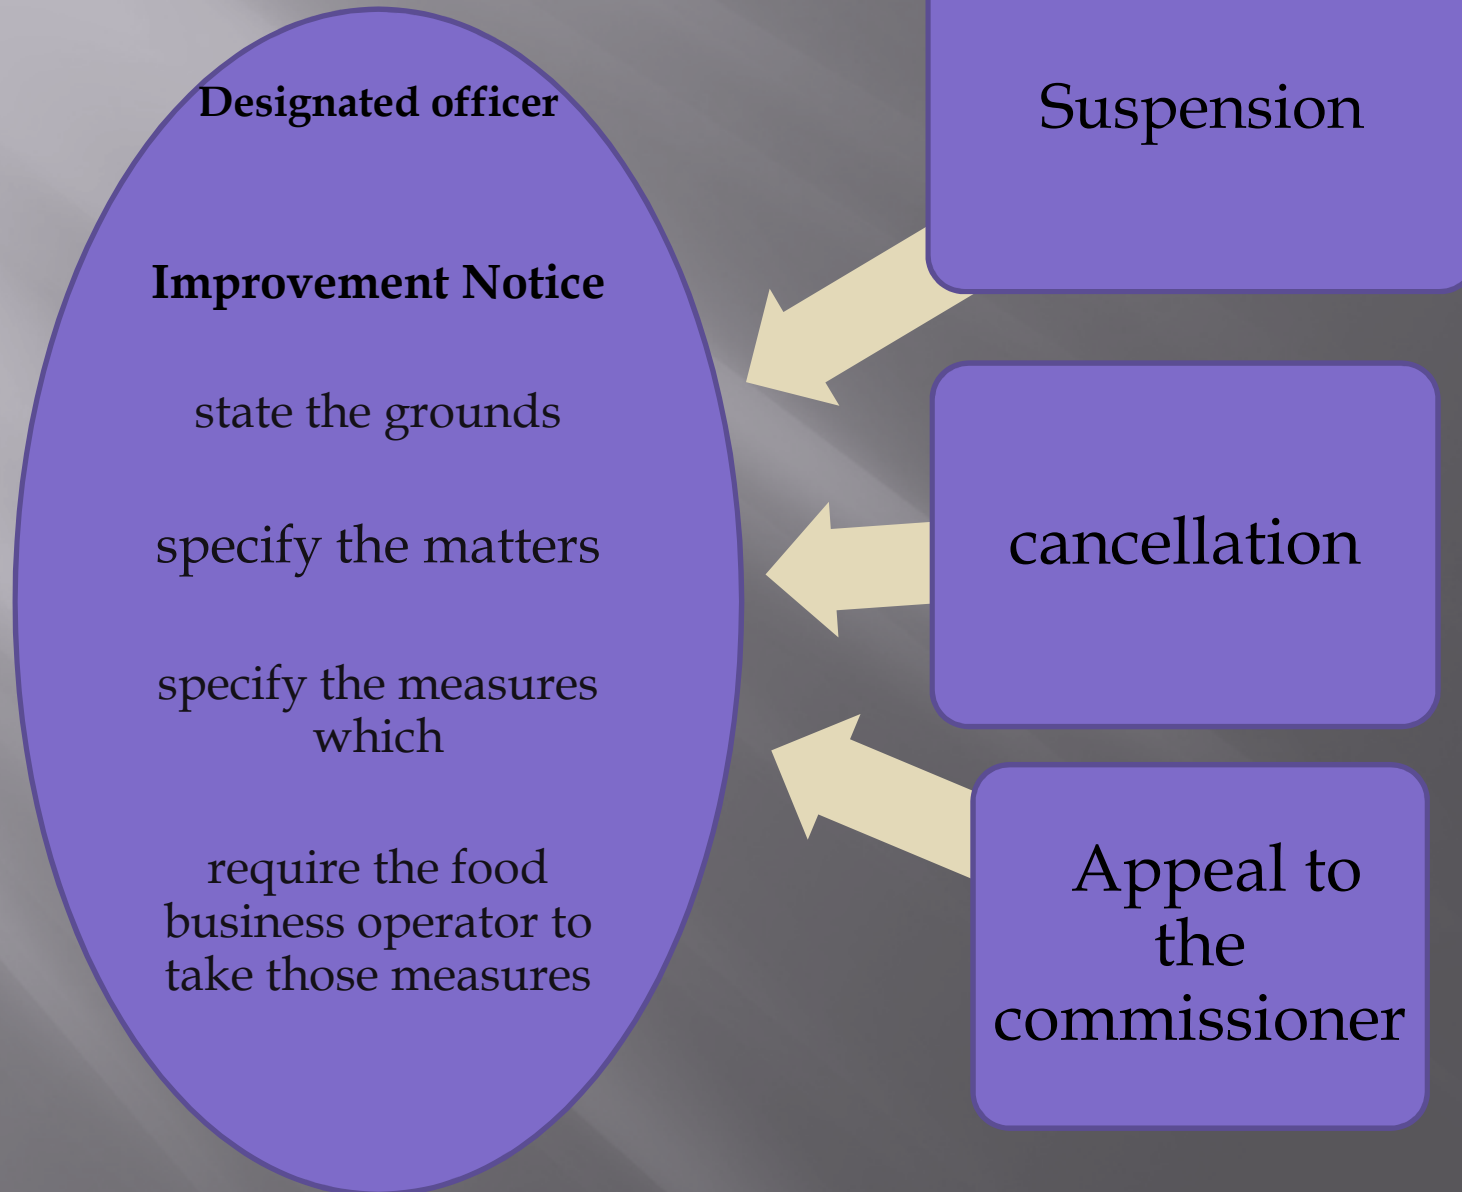 Designated officer
Improvement Notice
state the grounds
specify the matters
specify the measures
which
require the food
business operator to
take those measures
Suspension
cancellation
Appeal to
the
commissioner